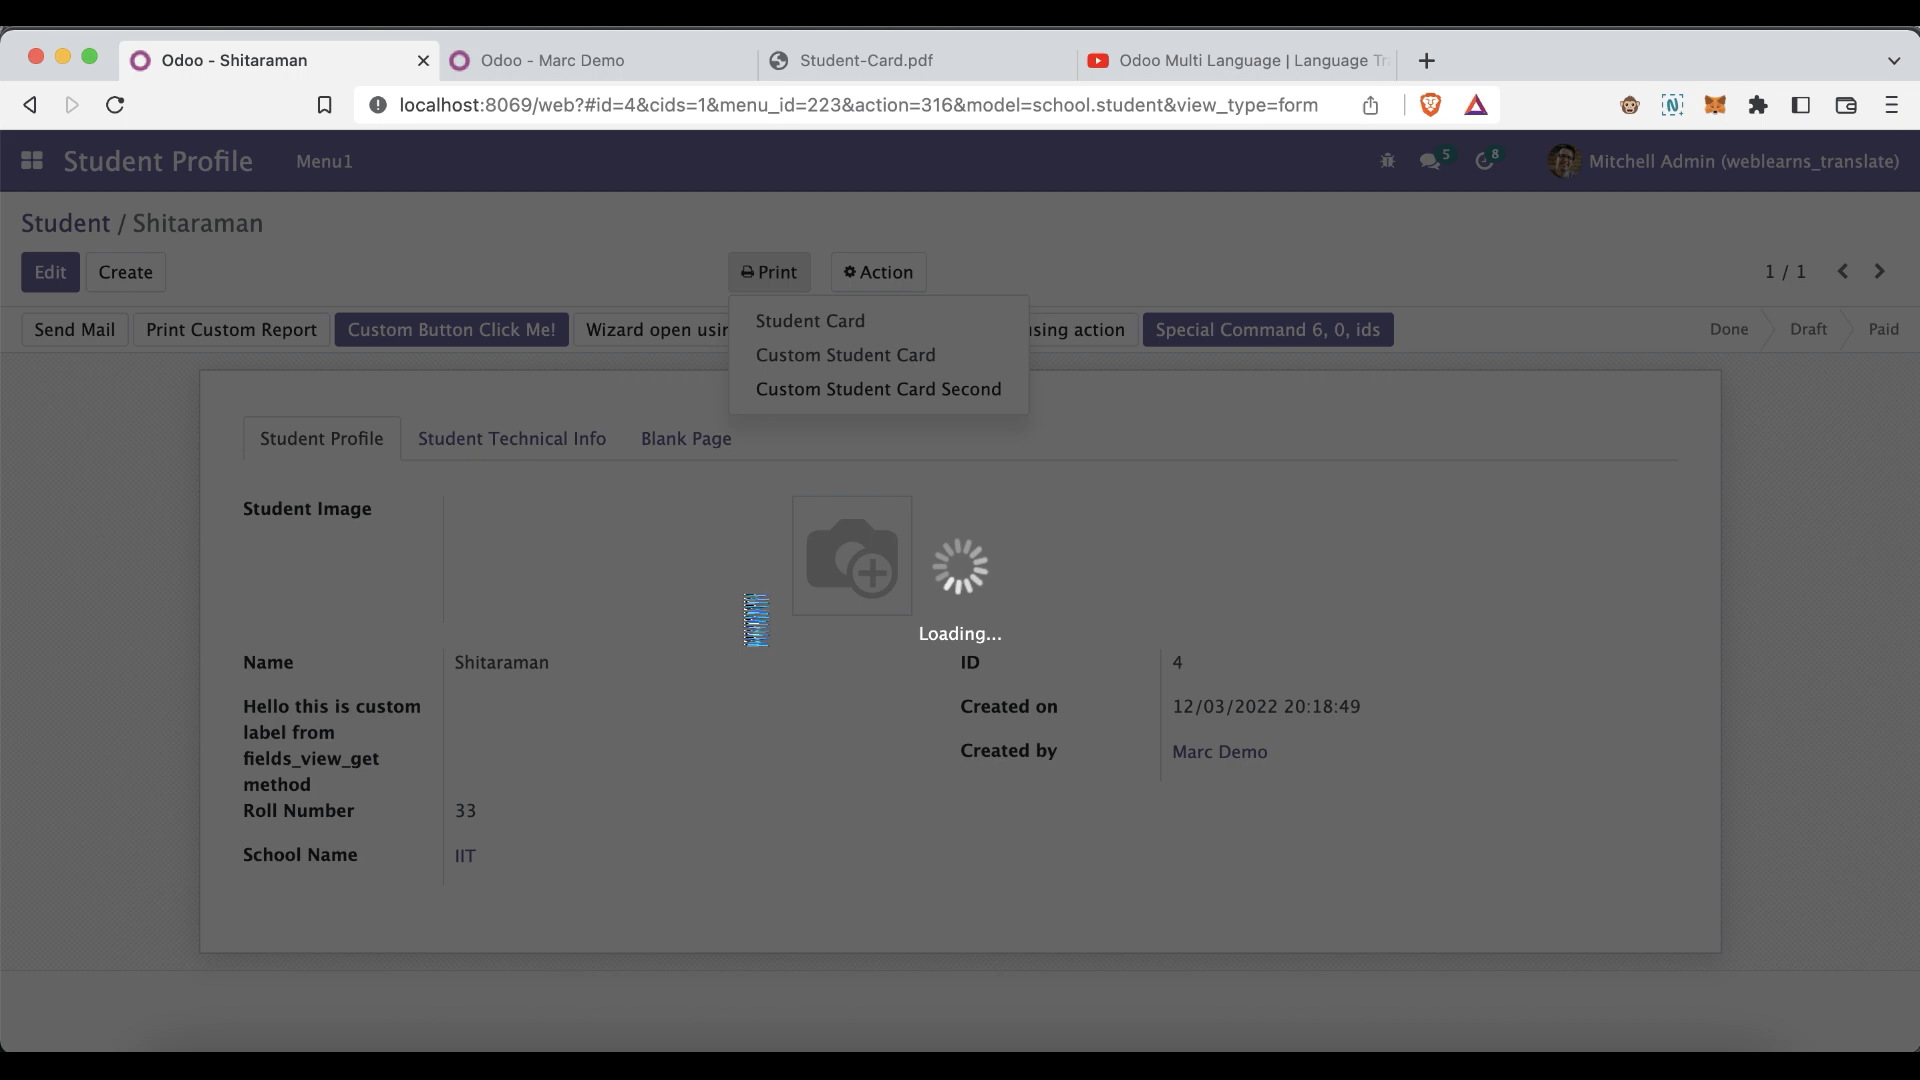 Odoo - Shitaraman
Odoo - Marc Demo
Student-Card.pdf
Odoo Multi Language | Language Tr
localhost:8069/web?#id=4&cids=1&menu_id=223&action=316&model=school.student&view_type=form
Student Profile
Menu1
5
8
Mitchell Admin (weblearns_translate)
Student / Shitaraman
Edit
Create
Print
Action
1 / 1
Send Mail
Print Custom Report
Custom Button Click Me!
Wizard open usin
using action
Special Command 6, 0, ids
Done
Draft
Paid
Student Card
Custom Student Card
Custom Student Card Second
Student Profile
Student Technical Info
Blank Page
Student Image
Loading...
Name
Shitaraman
ID
4
Hello this is custom
label from
fields_view_get
method
Created on
12/03/2022 20:18:49
Created by
Marc Demo
Roll Number
33
School Name
IIT